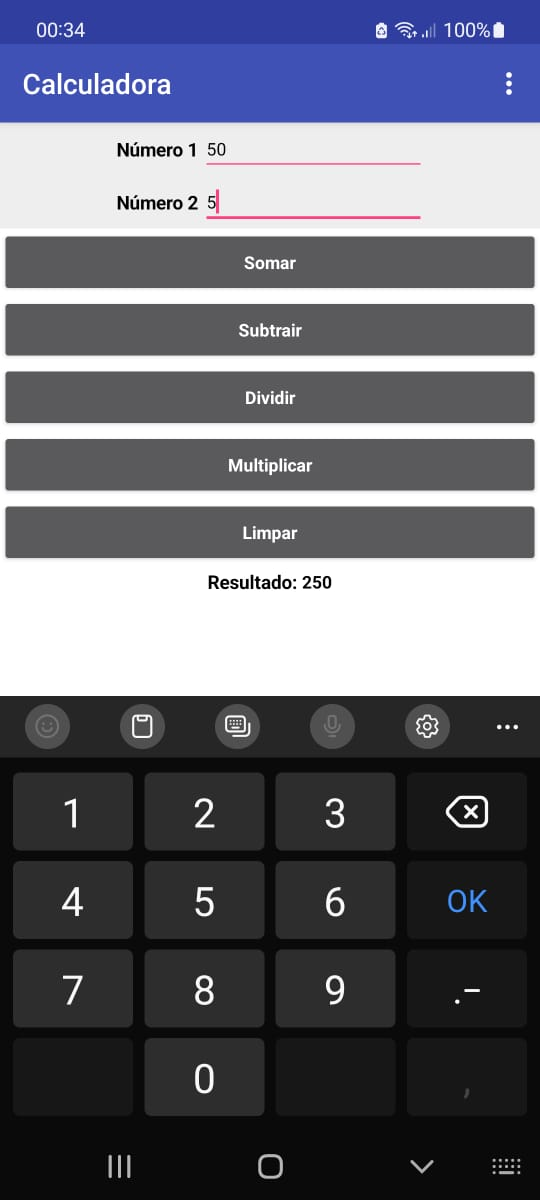 00:34 100%
Calculadora
Número 1 50
Número 2 5
Somar
Subtrair
Dividir
Multiplicar
Limpar
Resultado: 250
1 2 3
4 5 6 OK
7 8 9 .-
0 ,